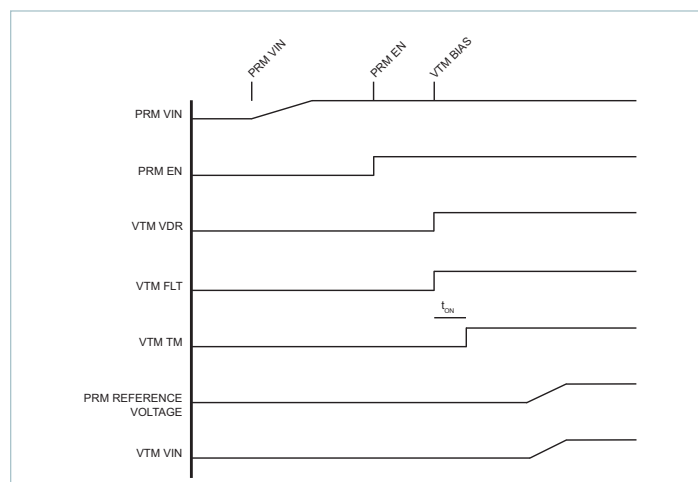 PRM VIN
PRM EN
VTM BIAS
PRM VIN
PRM EN
VTM VDR
VTM FLT
tON
VTM TM
PRM REFERENCE
VOLTAGE
VTM VIN